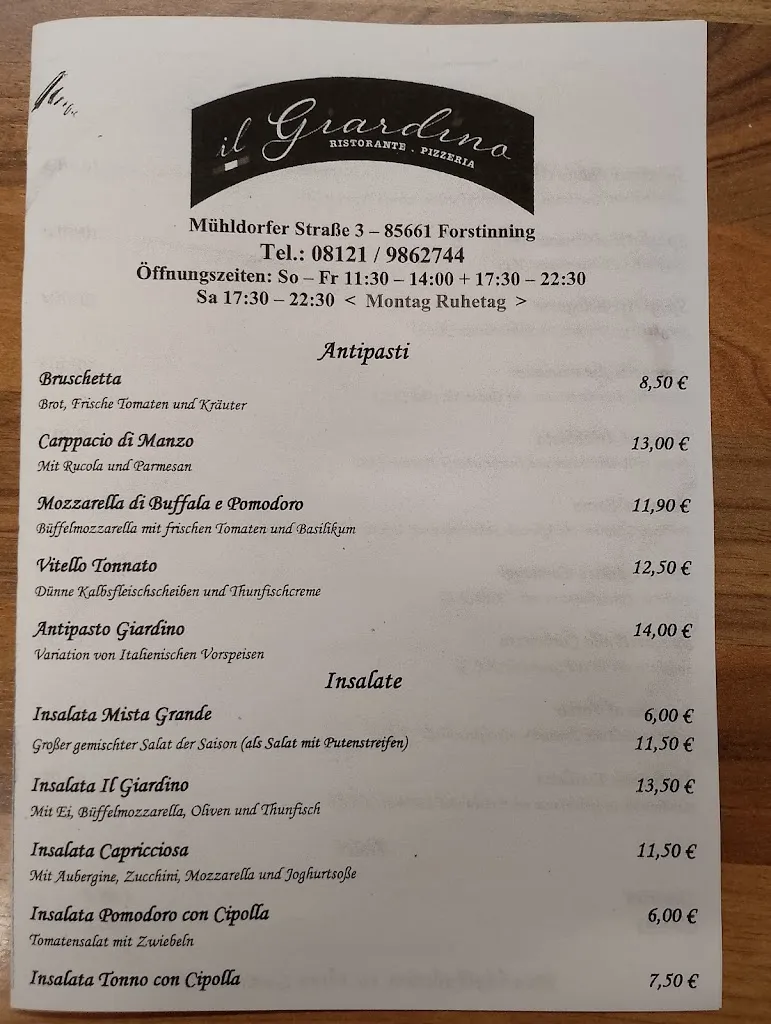 il Giardino
RISTORANTE . PIZZERIA
Mühldorfer Straße 3 – 85661 Forstinning
Tel.: 08121 / 9862744
Öffnungszeiten: So – Fr 11:30 – 14:00 + 17:30 – 22:30
Sa 17:30 – 22:30 < Montag Ruhetag >
Antipasti
Bruschetta 8,50 €
Brot, Frische Tomaten und Kräuter
Carppacio di Manzo 13,00 €
Mit Rucola und Parmesan
Mozzarella di Buffala e Pomodoro 11,90 €
Büffelmozzarella mit frischen Tomaten und Basilikum
Vitello Tonnato 12,50 €
Dünne Kalbsfleischscheiben und Thunfischcreme
Antipasto Giardino 14,00 €
Variation von Italienischen Vorspeisen
Insalate
Insalata Mista Grande 6,00 €
Großer gemischter Salat der Saison (als Salat mit Putenstreifen) 11,50 €
Insalata Il Giardino 13,50 €
Mit Ei, Büffelmozzarella, Oliven und Thunfisch
Insalata Capricciosa 11,50 €
Mit Aubergine, Zucchini, Mozzarella und Joghurtsoße
Insalata Pomodoro con Cipolla 6,00 €
Tomatensalat mit Zwiebeln
Insalata Tonno con Cipolla 7,50 €